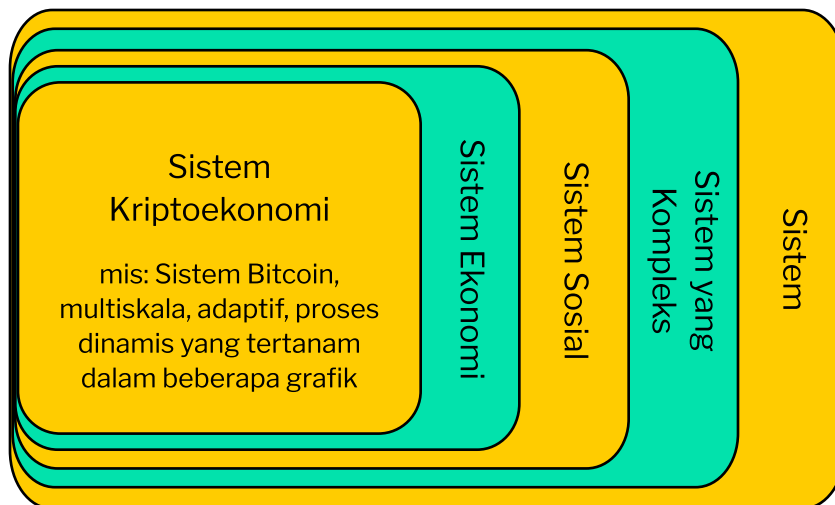 Sistem
Kriptoekonomi
mis: Sistem Bitcoin,
multiskala, adaptif, proses
dinamis yang tertanam
dalam beberapa grafik
Sistem Ekonomi
Sistem Sosial
Sistem yang
Kompleks
Sistem